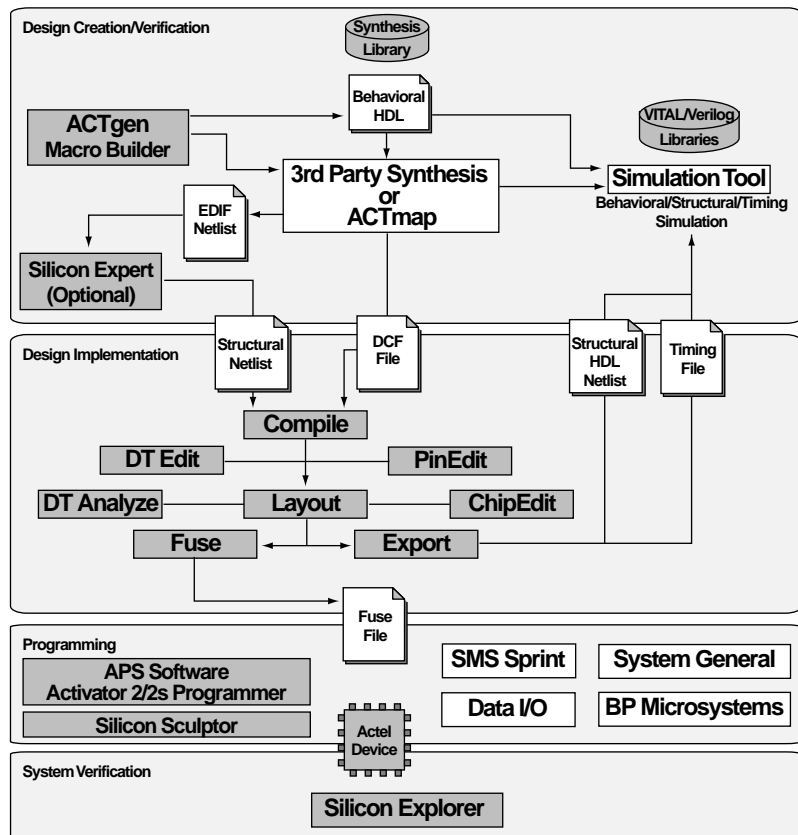 Design Creation/Verification
Synthesis
Library
Behavioral
HDL
ACTgen
Macro Builder
VITAL/Verilog
Libraries
3rd Party Synthesis
or
ACTmap
Simulation Tool
Behavioral/Structural/Timing
Simulation
EDIF
Netlist
Silicon Expert
(Optional)
Design Implementation
Structural
Netlist
DCF
File
Structural
HDL
Netlist
Timing
File
Compile
DT Edit
PinEdit
DT Analyze
Layout
ChipEdit
Fuse
Export
Fuse
File
Programming
APS Software
Activator 2/2s Programmer
Silicon Sculptor
SMS Sprint
System General
Data I/O
BP Microsystems
Actel
Device
System Verification
Silicon Explorer